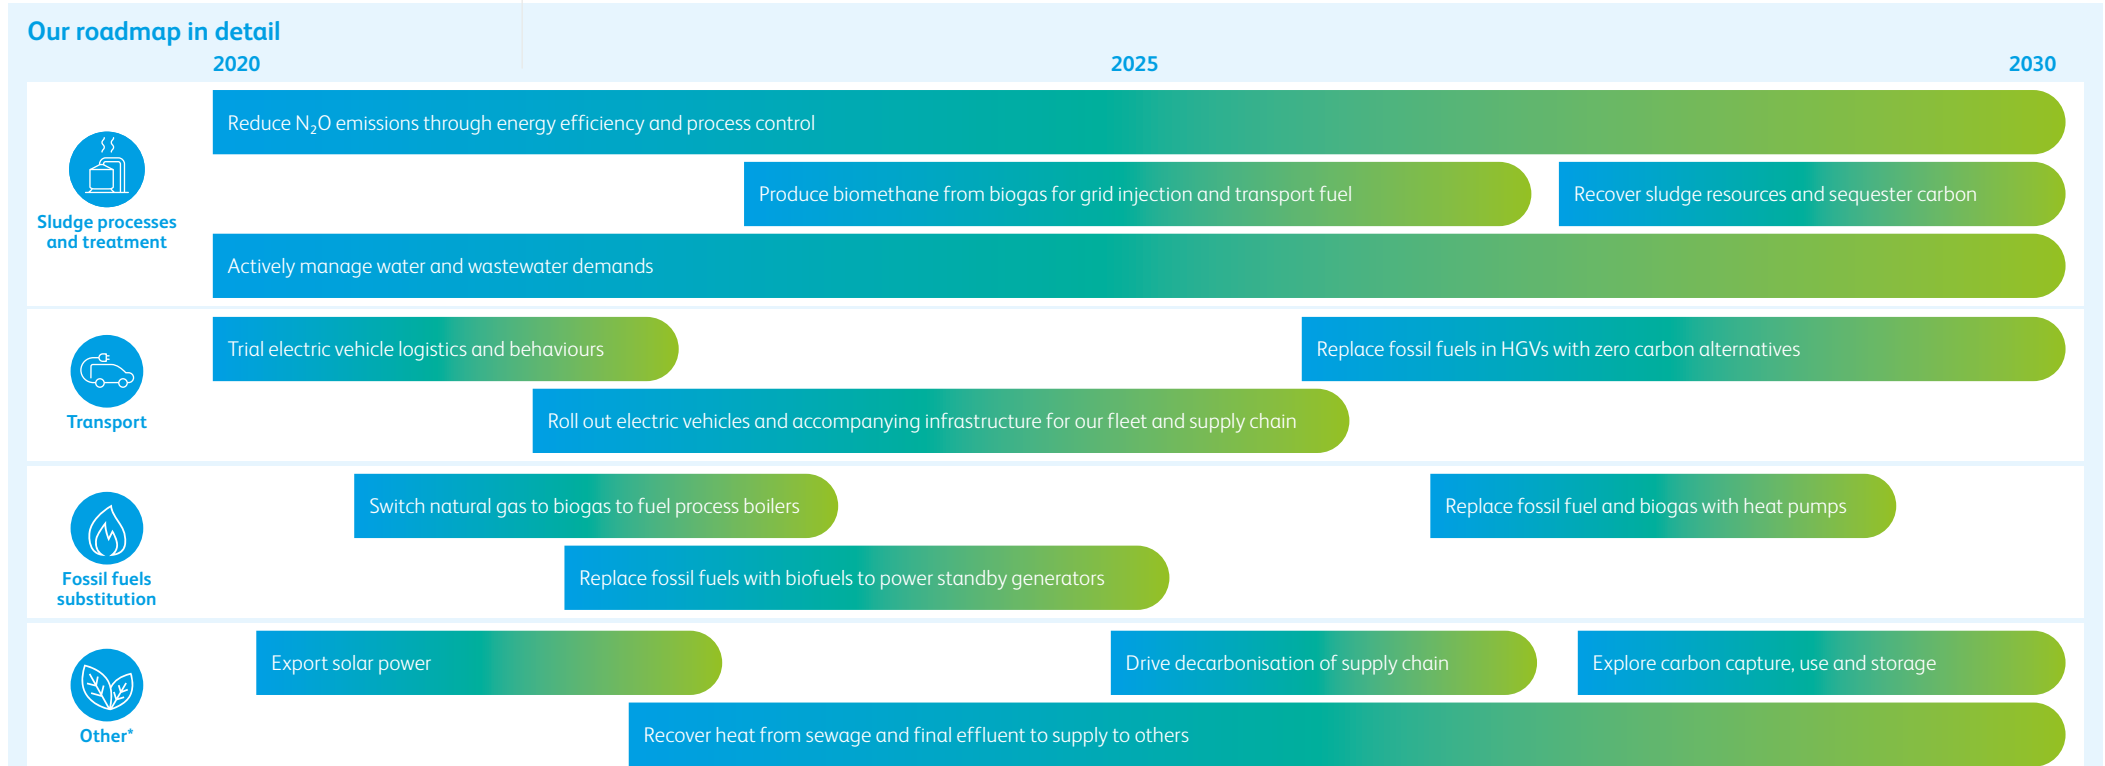 Our roadmap in detail
2020 2025 2030
Reduce N₂O emissions through energy efficiency and process control
Produce biomethane from biogas for grid injection and transport fuel
Recover sludge resources and sequester carbon
Sludge processes
and treatment
Actively manage water and wastewater demands
Trial electric vehicle logistics and behaviours
Replace fossil fuels in HGVs with zero carbon alternatives
Transport
Roll out electric vehicles and accompanying infrastructure for our fleet and supply chain
Switch natural gas to biogas to fuel process boilers
Replace fossil fuel and biogas with heat pumps
Fossil fuels
substitution
Replace fossil fuels with biofuels to power standby generators
Export solar power
Drive decarbonisation of supply chain
Explore carbon capture, use and storage
Other*
Recover heat from sewage and final effluent to supply to others